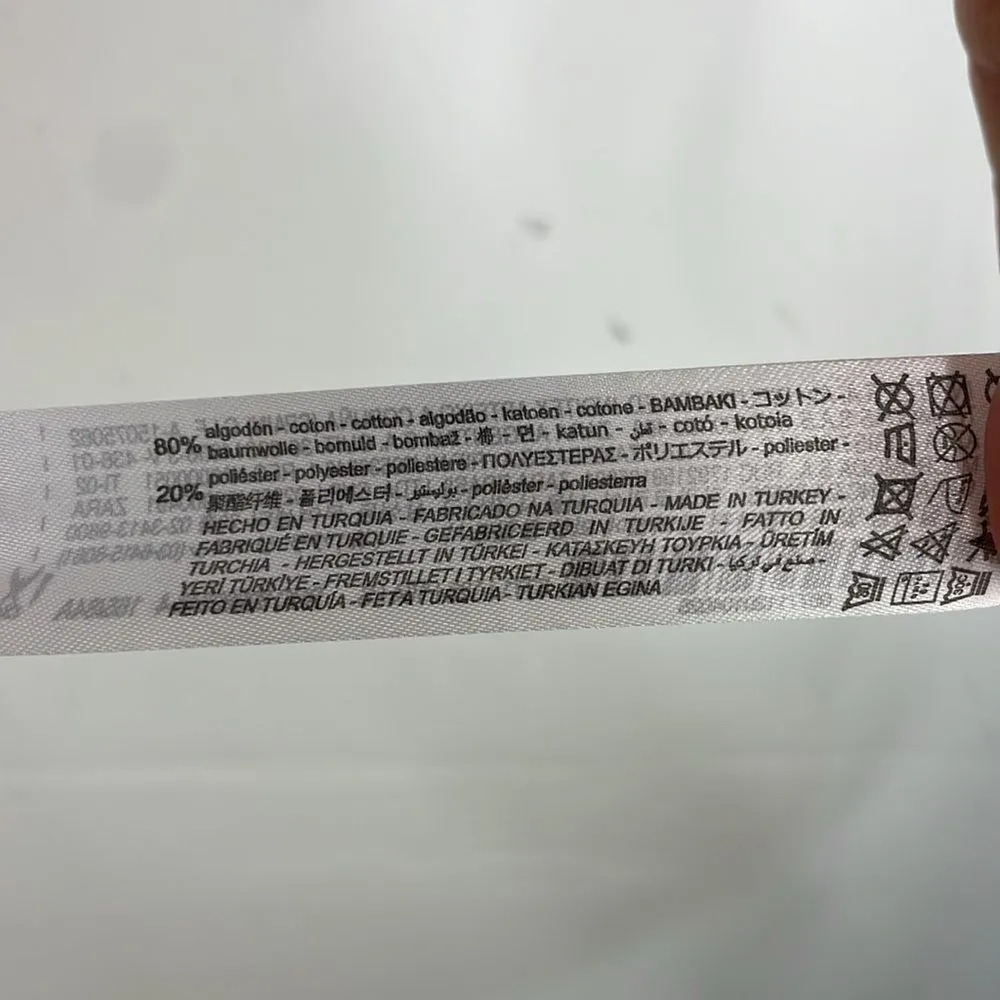 80% algodón - coton - cotton - algodão - katoen - cotone - BAMBAKI - コットン -
baumwolle - bomuld - bombaž - 棉 - 면 - katun - قطن - cotó - kotoia
20% poliéster - polyester - poliestere - ΠΟΛΥΕΣΤΕΡΑΣ - ポリエステル - poliester -
聚酯纤维 - 폴리에스터 - بوليستير - polièster - poliesterra
HECHO EN TURQUIA - FABRICADO NA TURQUIA - MADE IN TURKEY -
FABRIQUÉ EN TURQUIE - GEFABRICEERD IN TURKIJE - FATTO IN
TURCHIA - HERGESTELLT IN TÜRKEI - ΚΑΤΑΣΚΕΥΗ ΤΟΥΡΚΙΑ - ÜRETİM
YERİ TÜRKİYE - FREMSTILLET I TYRKIET - DIBUAT DI TURKI - صنع في تركيا -
FEITO EN TURQUÍA - FET A TURQUIA - TURKIAN EGINA